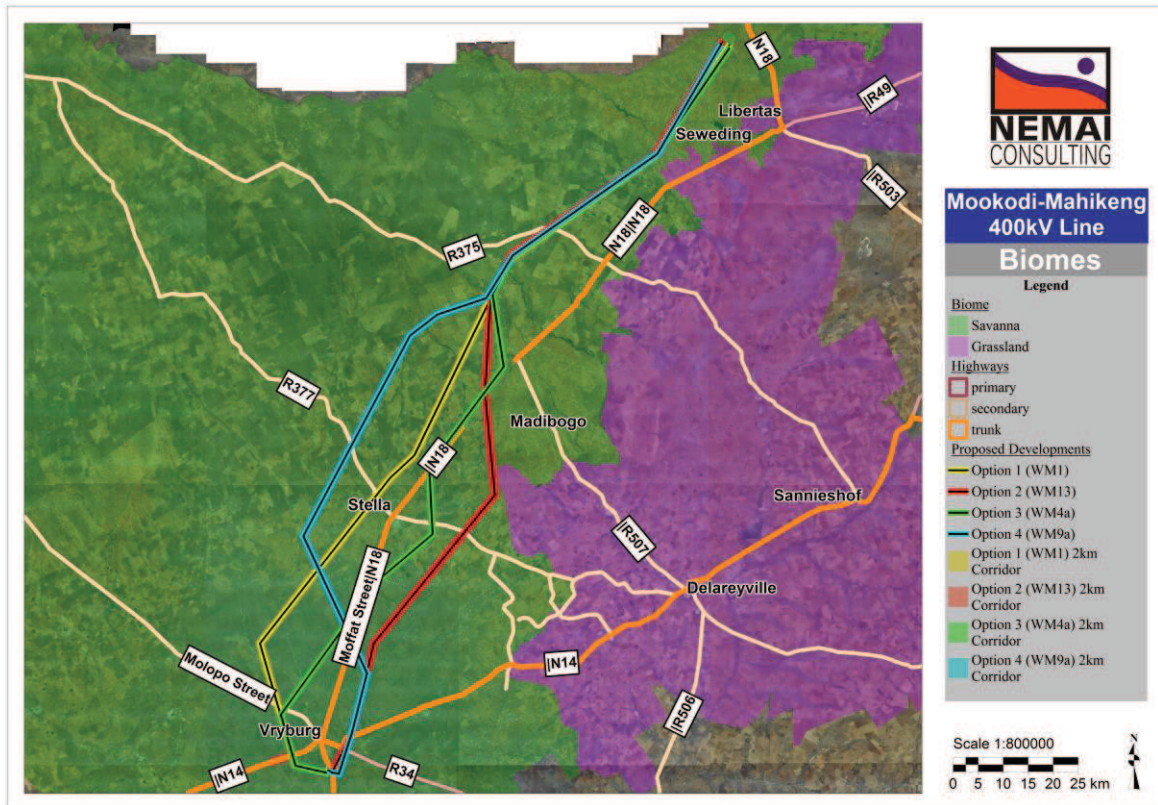 N18
|R49
Libertas
Seweding
|R503
N18|N18
R375
R377
Madibogo
|N18
Stella
Sannieshof
|R507
Moffat Street|N18
Delareyville
Molopo Street
|N14
|R506
Vryburg
|N14
R34
NEMAI
CONSULTING
Mookodi-Mahikeng
400kV Line
Biomes
Legend
Biome
Savanna
Grassland
Highways
primary
secondary
trunk
Proposed Developments
Option 1 (WM1)
Option 2 (WM13)
Option 3 (WM4a)
Option 4 (WM9a)
Option 1 (WM1) 2km
Corridor
Option 2 (WM13) 2km
Corridor
Option 3 (WM4a) 2km
Corridor
Option 4 (WM9a) 2km
Corridor
Scale 1:800000
0 5 10 15 20 25 km
N